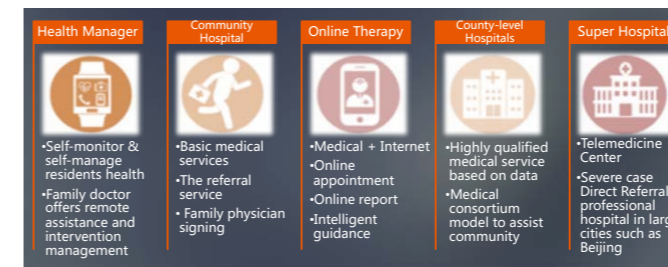 Health Manager
•Self-monitor &
self-manage
residents health
•Family doctor
offers remote
assistance and
intervention
management
Community
Hospital
•Basic medical
services
•The referral
service
• Family physician
signing
Online Therapy
•Medical + Internet
•Online
appointment
•Online report
•Intelligent
guidance
County-level
Hospitals
•Highly qualified
medical service
based on data
•Medical
consortium
model to assist
community
Super Hospital
•Telemedicine
Center
•Severe case
Direct Referral
professional
hospital in larg
cities such as
Beijing